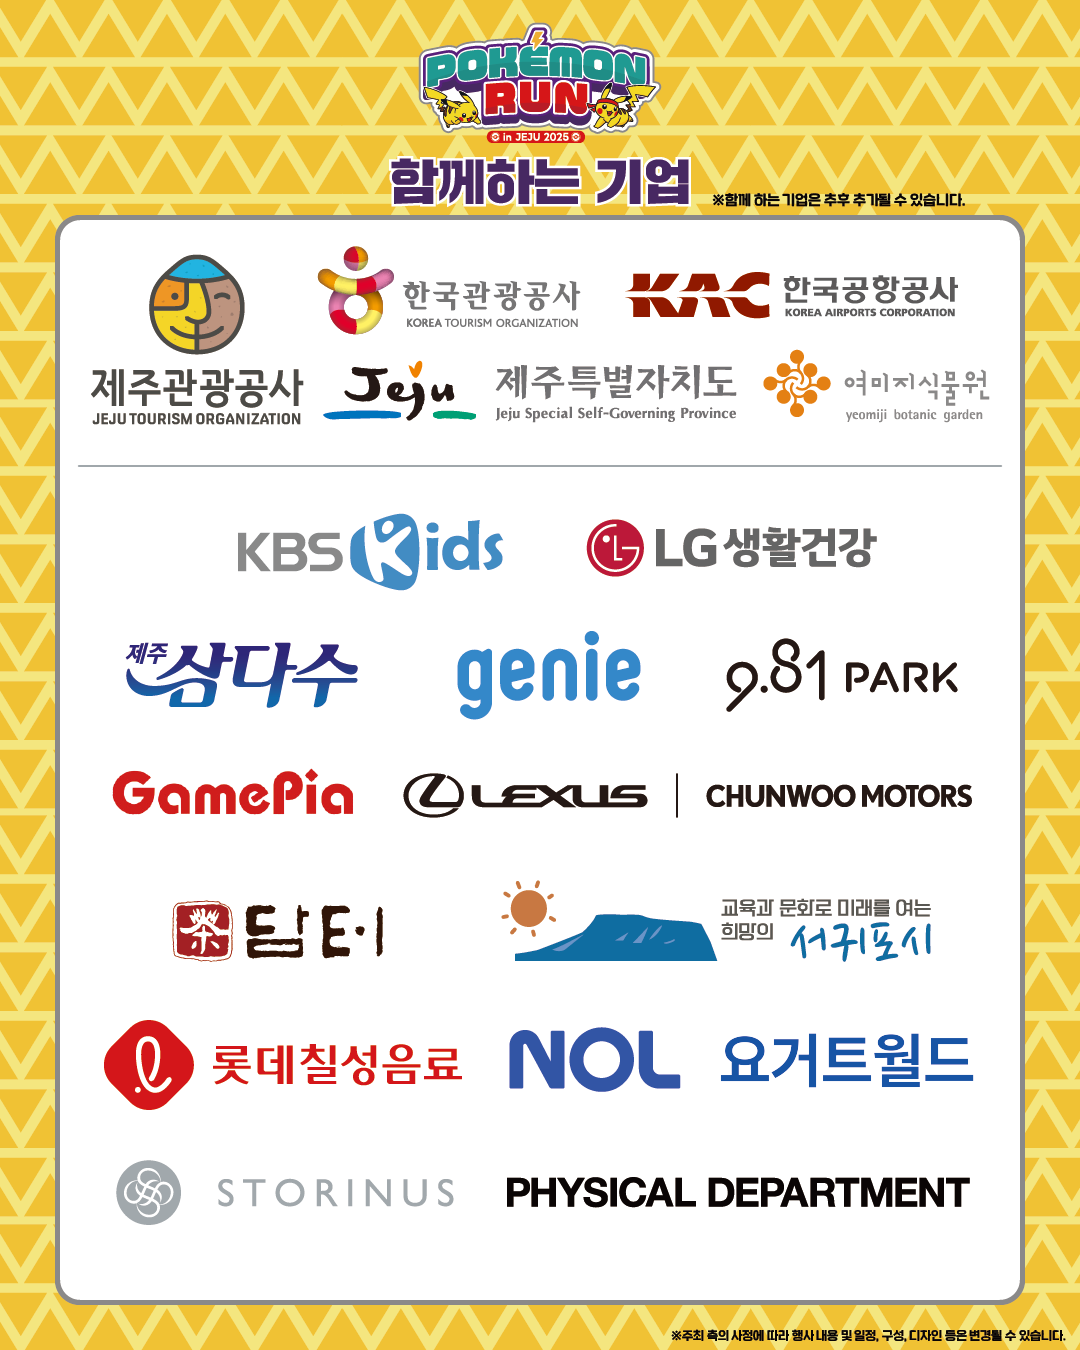 POKÉMON
RUN
in JEJU 2025
함께하는 기업
※함께 하는 기업은 추후 추가될 수 있습니다.
제주관광공사
JEJU TOURISM ORGANIZATION
한국관광공사
KOREA TOURISM ORGANIZATION
KAC 한국공항공사
KOREA AIRPORTS CORPORATION
Jeju 제주특별자치도
Jeju Special Self-Governing Province
여미지식물원
yeomiji botanic garden
KBS Kids
LG생활건강
제주삼다수
genie
9.81 PARK
GamePia
LEXUS | CHUNWOO MOTORS
茶 담터
교육과 문화로 미래를 여는
희망의 서귀포시
롯데칠성음료
NOL
요거트월드
STORINUS
PHYSICAL DEPARTMENT
※주최 측의 사정에 따라 행사 내용 및 일정, 구성, 디자인 등은 변경될 수 있습니다.